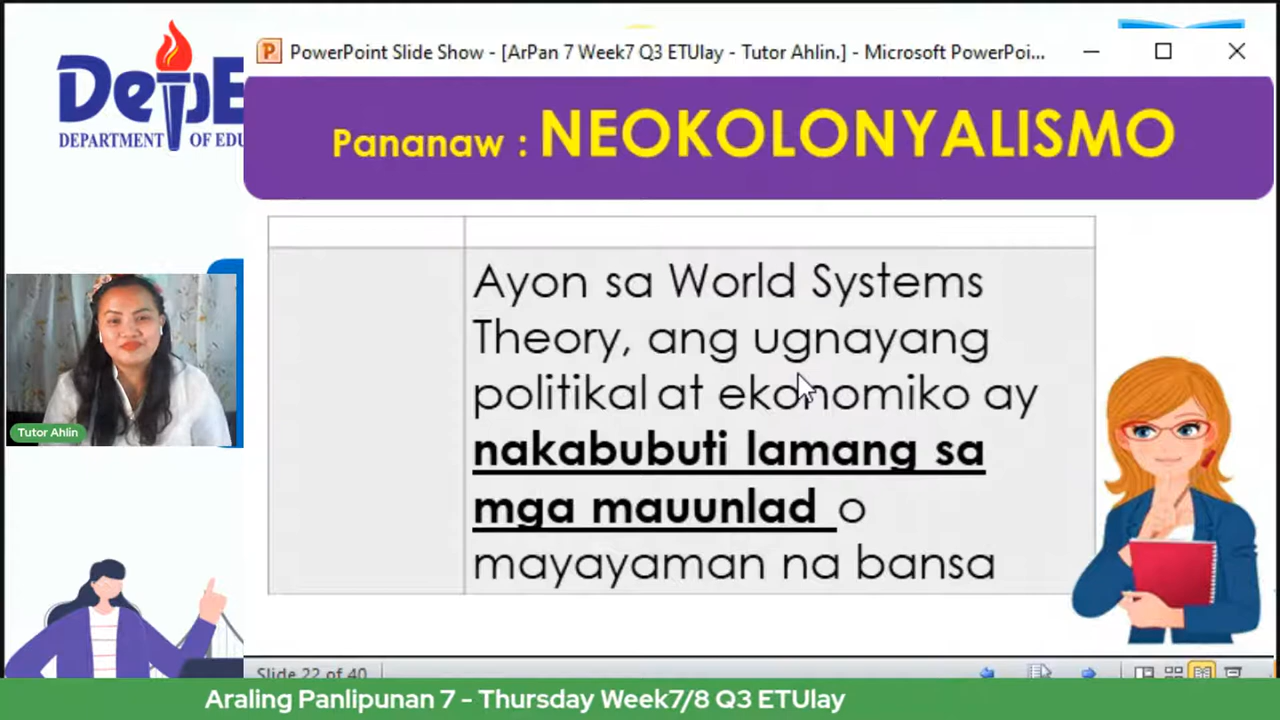 DepE
DEPARTMENT OF EDU
PowerPoint Slide Show - [ArPan 7 Week7 Q3 ETUlay - Tutor Ahlin.] - Microsoft PowerPoi...
Pananaw : NEOKOLONYALISMO
Ayon sa World Systems
Theory, ang ugnayang
politikal at ekonomiko ay
nakabubuti lamang sa
mga mauunlad o
mayayaman na bansa
Tutor Ahlin
Slide 22 of 40
Araling Panlipunan 7 - Thursday Week7/8 Q3 ETUlay